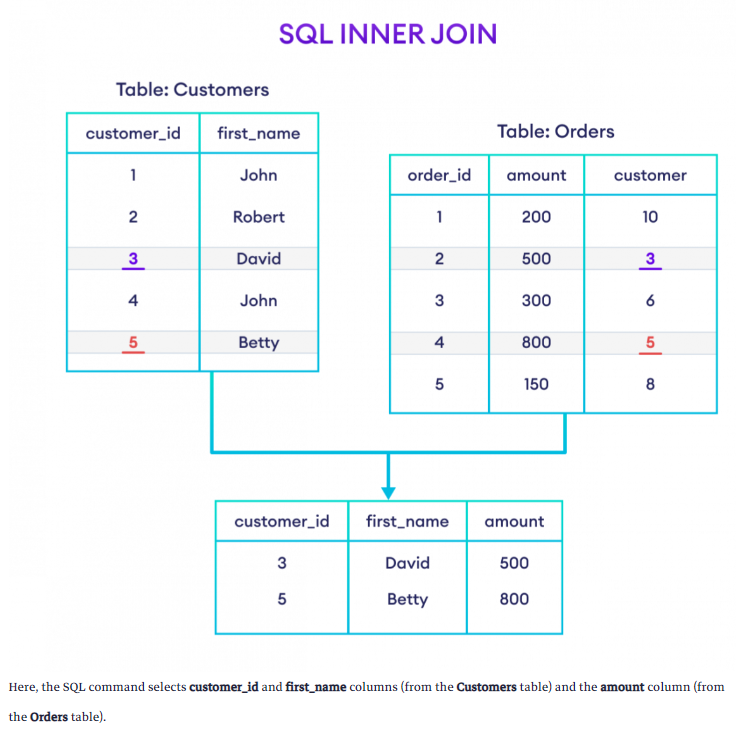 SQL INNER JOIN
Table: Customers
customer_id first_name
1 John
2 Robert
3 David
4 John
5 Betty
Table: Orders
order_id amount customer
1 200 10
2 500 3
3 300 6
4 800 5
5 150 8
customer_id first_name amount
3 David 500
5 Betty 800
Here, the SQL command selects customer_id and first_name columns (from the Customers table) and the amount column (from
the Orders table).